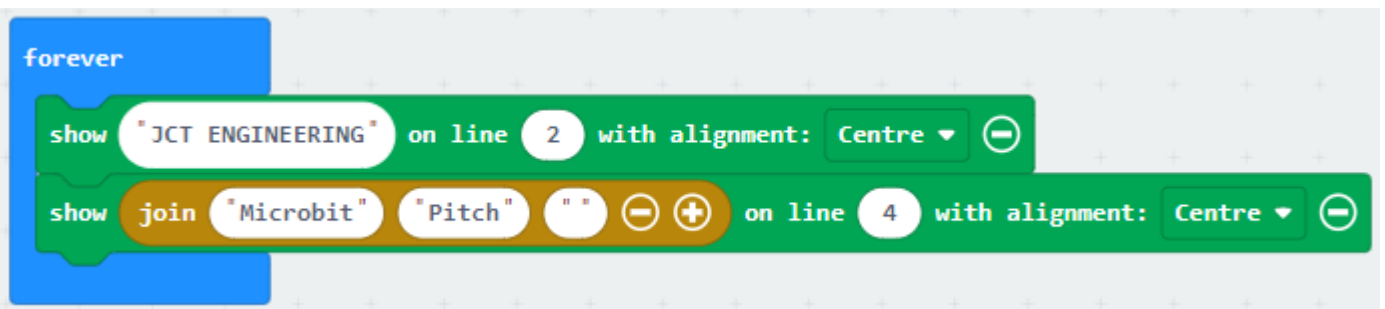 forever
show "JCT ENGINEERING" on line 2 with alignment: Centre
show join "Microbit" "Pitch" " " on line 4 with alignment: Centre